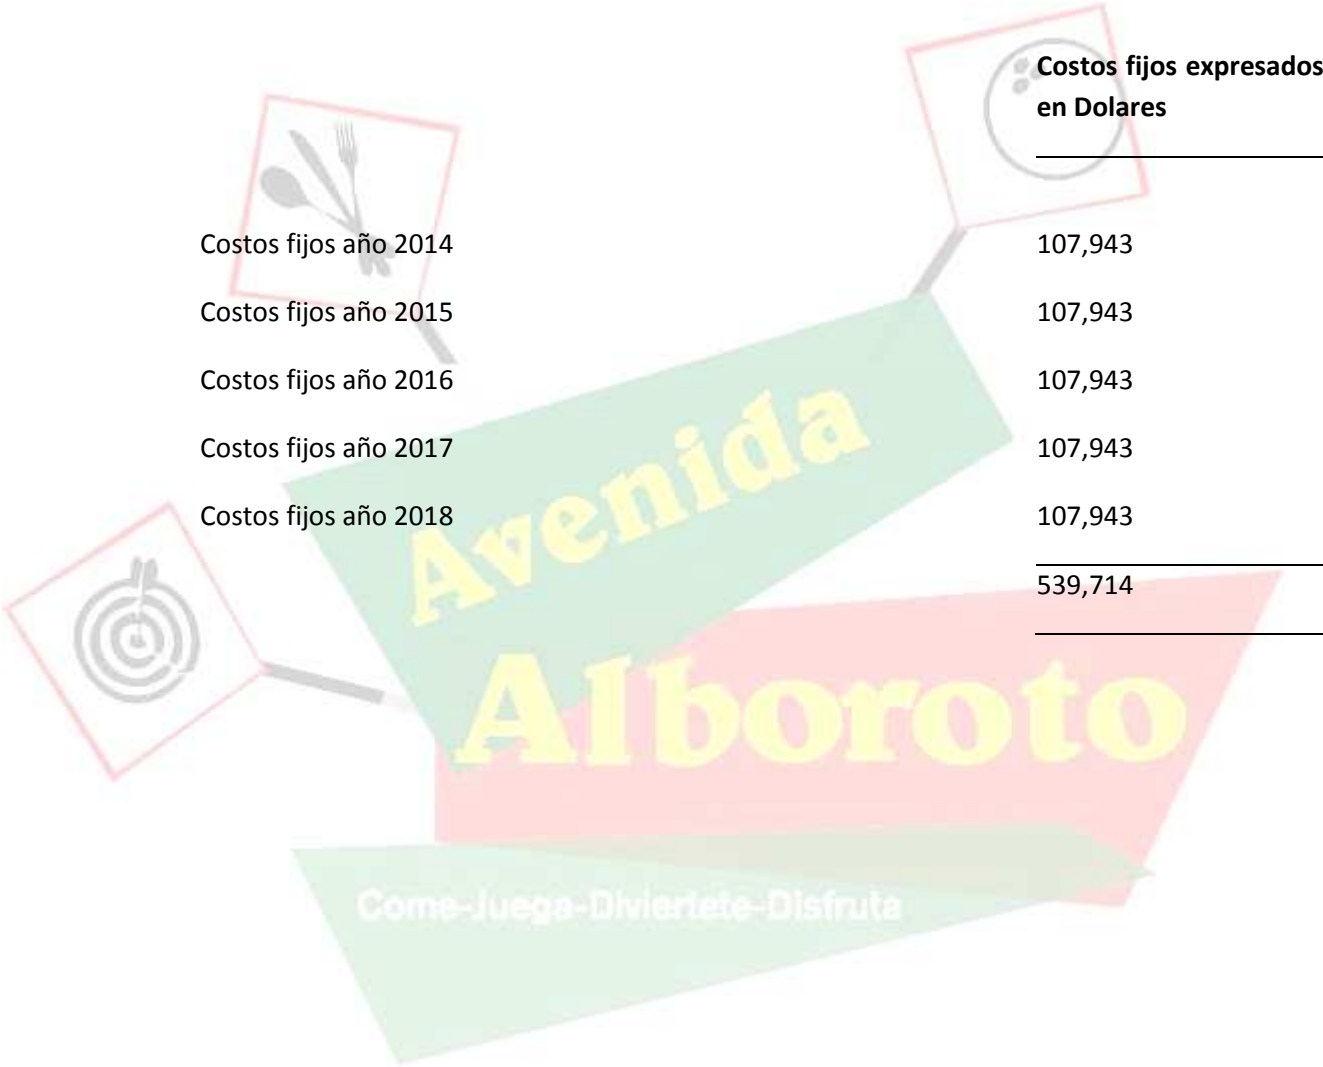 Costos fijos expresados
en Dolares
Costos fijos año 2014 107,943
Costos fijos año 2015 107,943
Costos fijos año 2016 107,943
Costos fijos año 2017 107,943
Costos fijos año 2018 107,943
539,714
Avenida
Alboroto
Come-Juega-Diviertete-Disfruta